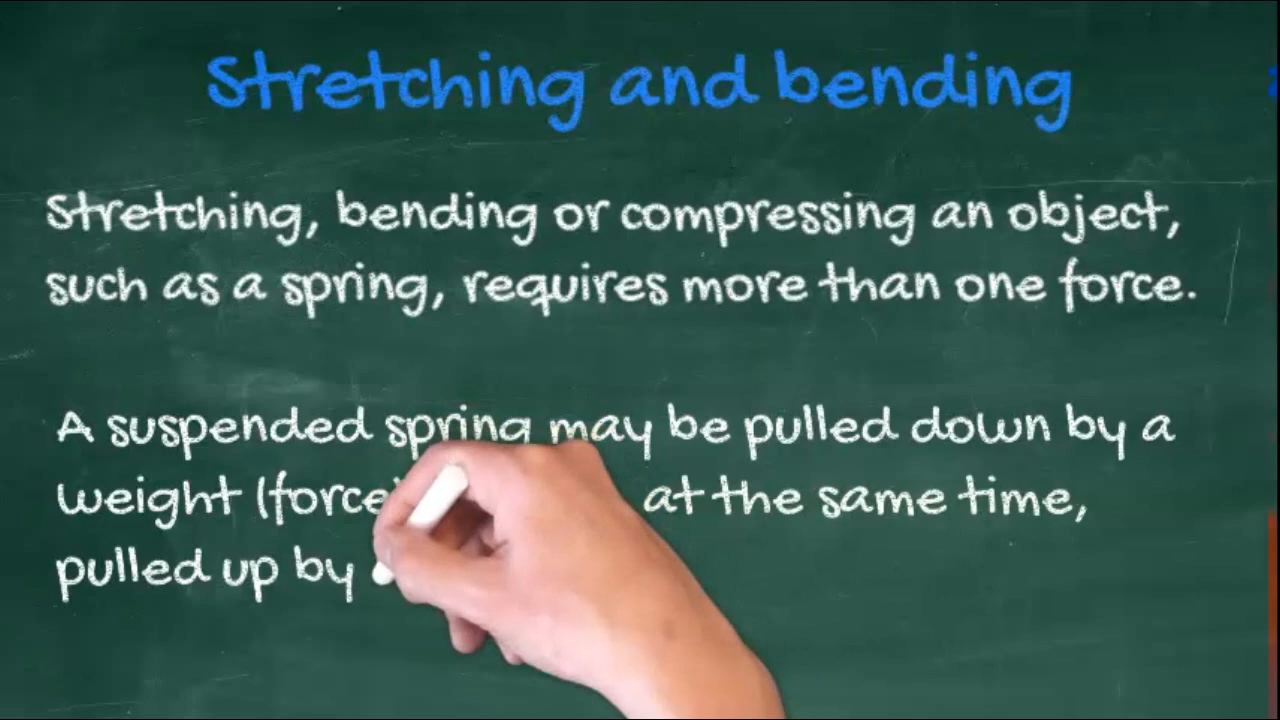 Stretching and bending
Stretching, bending or compressing an object,
such as a spring, requires more than one force.
A suspended spring may be pulled down by a
weight (force) at the same time,
pulled up by